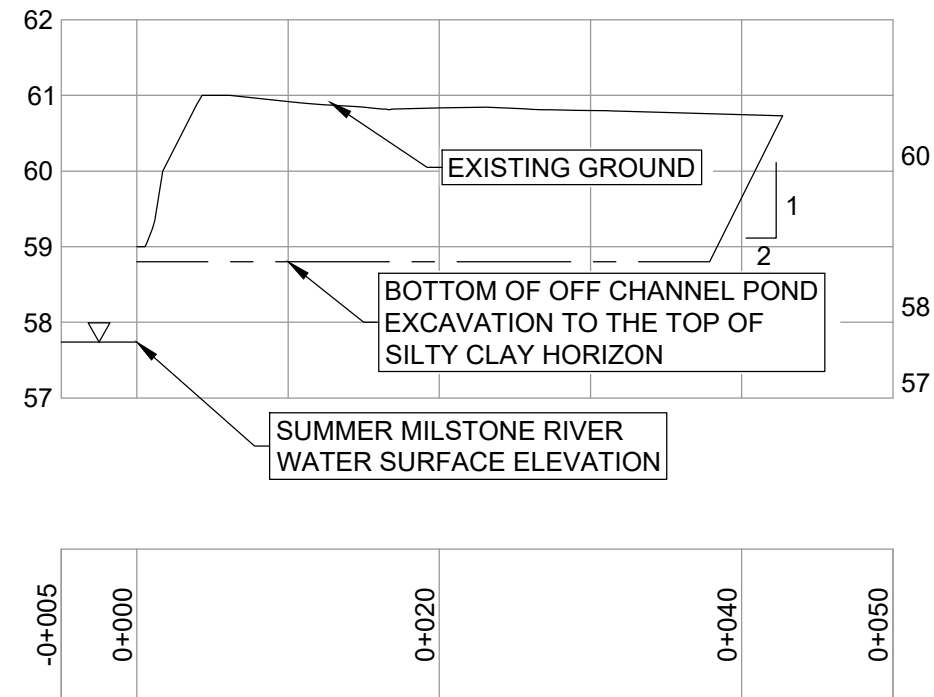 62
61
60
59
58
57
60
58
57
EXISTING GROUND
1
2
BOTTOM OF OFF CHANNEL POND
EXCAVATION TO THE TOP OF
SILTY CLAY HORIZON
SUMMER MILSTONE RIVER
WATER SURFACE ELEVATION
-0+005
0+000
0+020
0+040
0+050